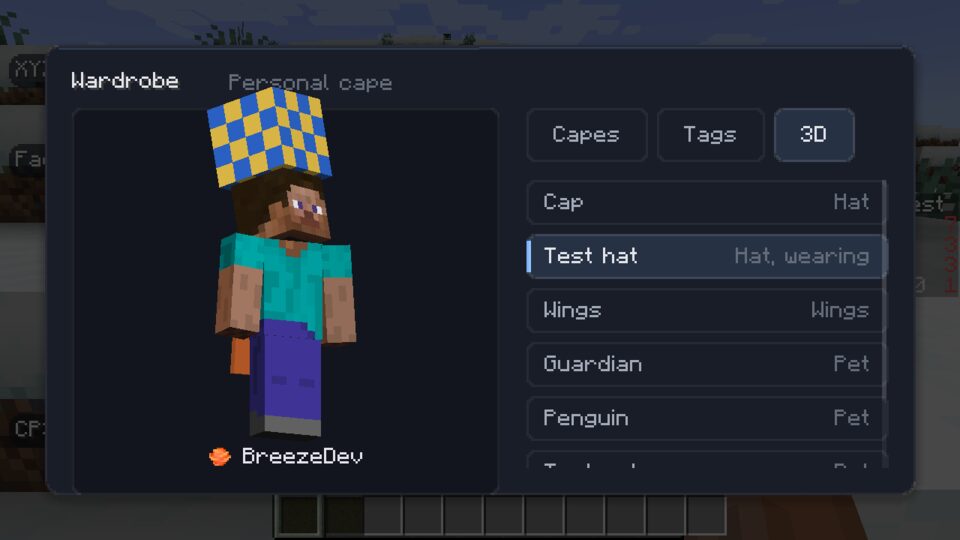 Wardrobe
Personal cape
Capes
Tags
3D
Cap
Hat
Test hat
Hat, wearing
Wings
Wings
Guardian
Pet
Penguin
Pet
BreezeDev